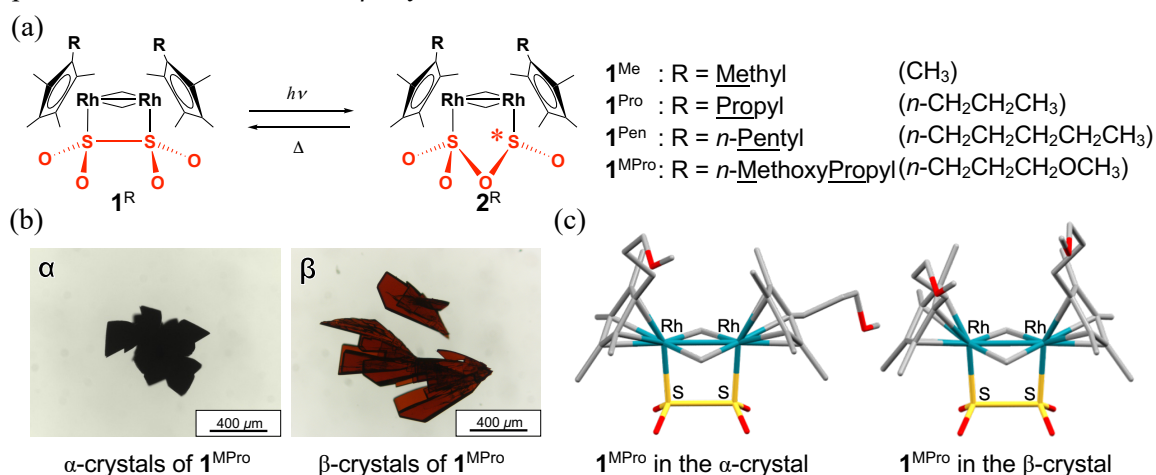 (a)
R R R R
Rh Rh hν Rh Rh
Δ
S S S * S
O O O O
O O O
1ᴿ 2ᴿ
1ᴹᵉ : R = Methyl (CH₃)
1ᴾʳᵒ : R = Propyl (n-CH₂CH₂CH₃)
1ᴾᵉⁿ : R = n-Pentyl (n-CH₂CH₂CH₂CH₂CH₃)
1ᴹᴾʳᵒ : R = n-MethoxyPropyl (n-CH₂CH₂CH₂OCH₃)
(b)
α
400 μm
α-crystals of 1ᴹᴾʳᵒ
β
400 μm
β-crystals of 1ᴹᴾʳᵒ
(c)
Rh Rh
S S
1ᴹᴾʳᵒ in the α-crystal
Rh Rh
S S
1ᴹᴾʳᵒ in the β-crystal